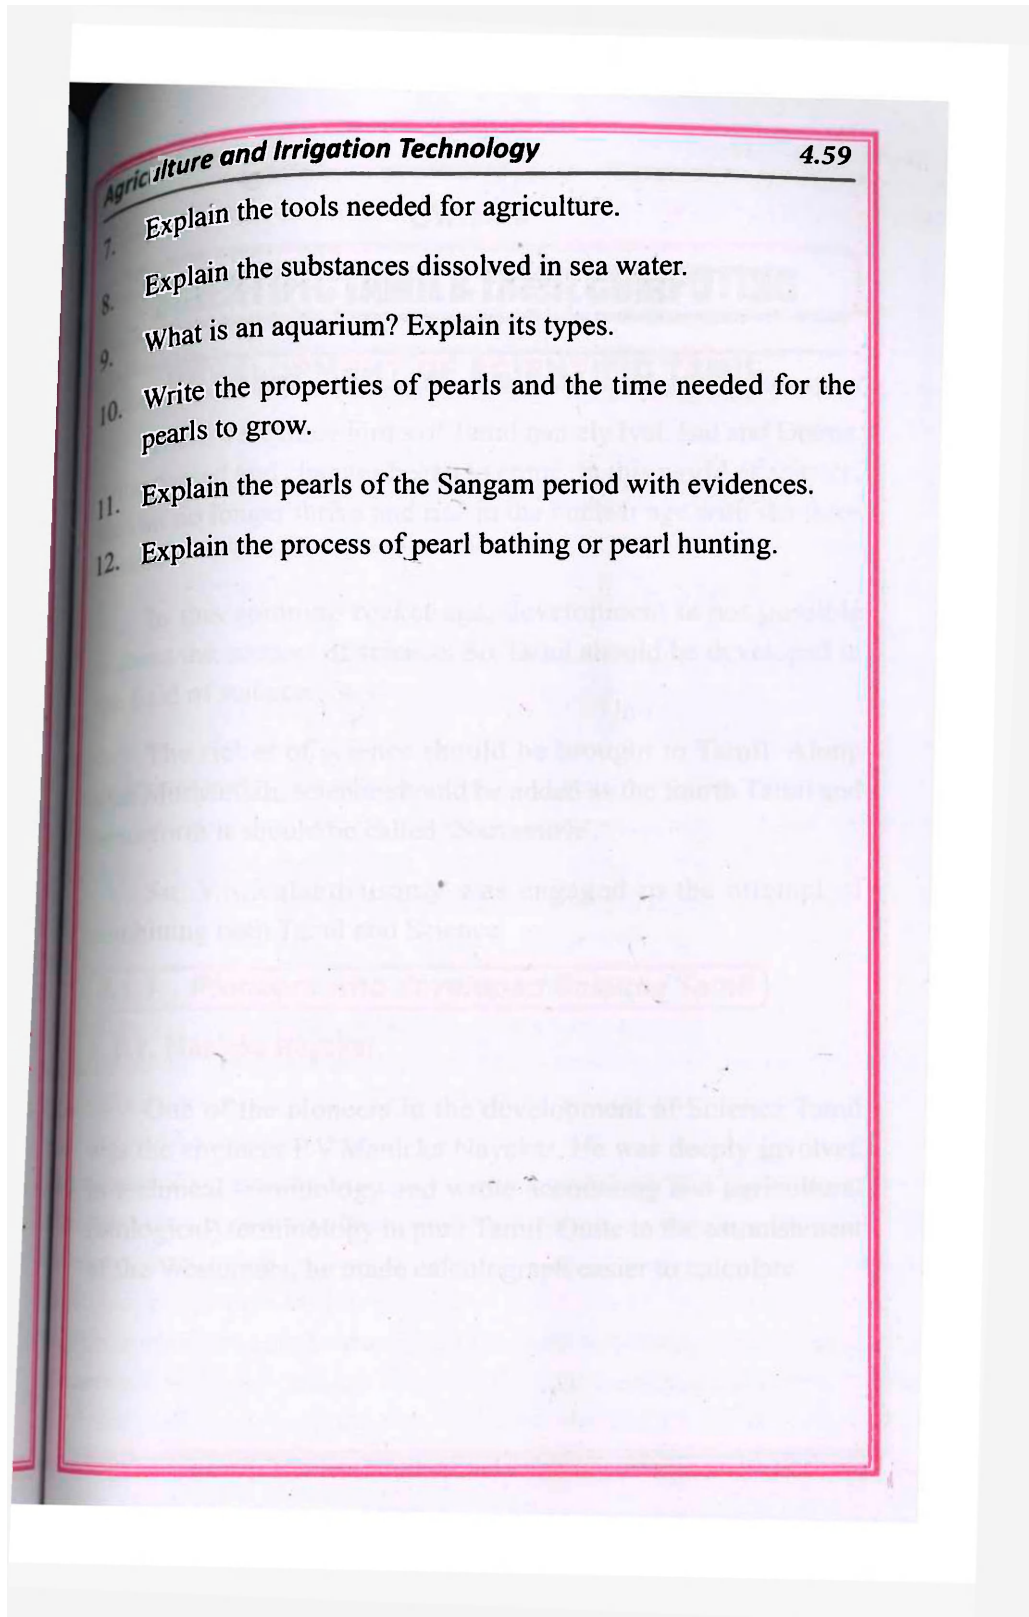 Agriculture and Irrigation Technology 4.59
7. Explain the tools needed for agriculture.
8. Explain the substances dissolved in sea water.
9. What is an aquarium? Explain its types.
10. Write the properties of pearls and the time needed for the
pearls to grow.
11. Explain the pearls of the Sangam period with evidences.
12. Explain the process of pearl bathing or pearl hunting.